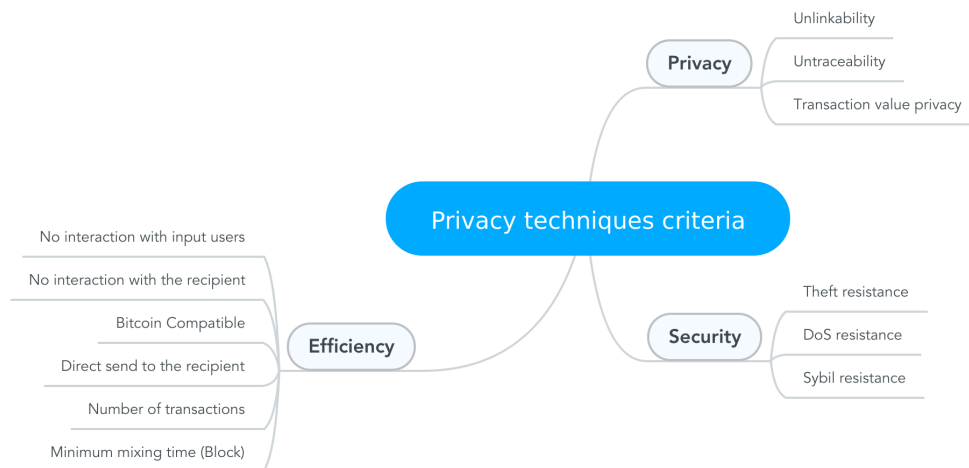 Privacy techniques criteria
Privacy
Unlinkability
Untraceability
Transaction value privacy
Security
Theft resistance
DoS resistance
Sybil resistance
Efficiency
No interaction with input users
No interaction with the recipient
Bitcoin Compatible
Direct send to the recipient
Number of transactions
Minimum mixing time (Block)